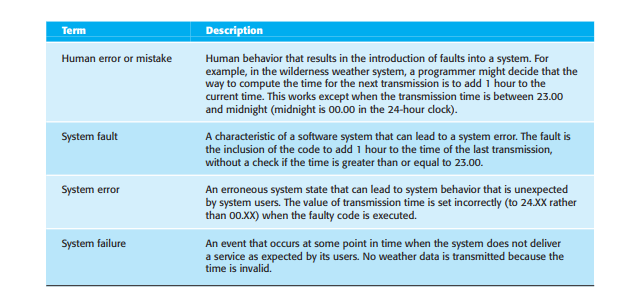 Term Description
Human error or mistake Human behavior that results in the introduction of faults into a system. For
example, in the wilderness weather system, a programmer might decide that the
way to compute the time for the next transmission is to add 1 hour to the
current time. This works except when the transmission time is between 23.00
and midnight (midnight is 00.00 in the 24-hour clock).
System fault A characteristic of a software system that can lead to a system error. The fault is
the inclusion of the code to add 1 hour to the time of the last transmission,
without a check if the time is greater than or equal to 23.00.
System error An erroneous system state that can lead to system behavior that is unexpected
by system users. The value of transmission time is set incorrectly (to 24.XX rather
than 00.XX) when the faulty code is executed.
System failure An event that occurs at some point in time when the system does not deliver
a service as expected by its users. No weather data is transmitted because the
time is invalid.